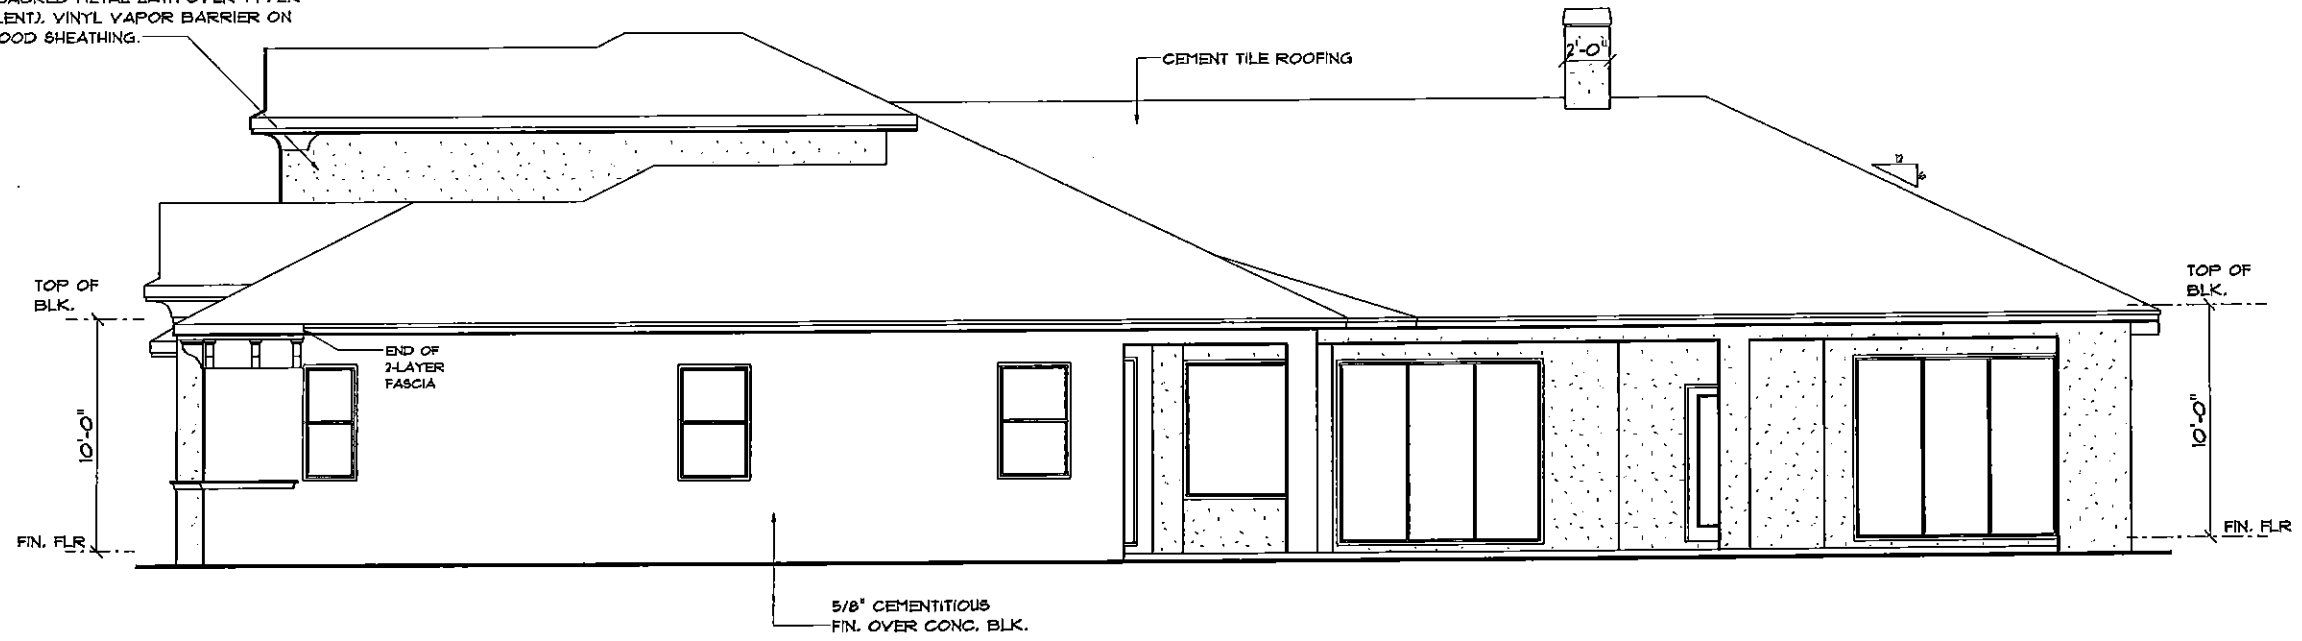 VINYL VAPOR BARRIER ON
SHEATHING.
CEMENT TILE ROOFING
2'-0"
12
TOP OF
BLK.
TOP OF
BLK.
END OF
2-LAYER
FASCIA
10'-0"
10'-0"
FIN. FLR
FIN. FLR
5/8" CEMENTITIOUS
FIN. OVER CONC. BLK.